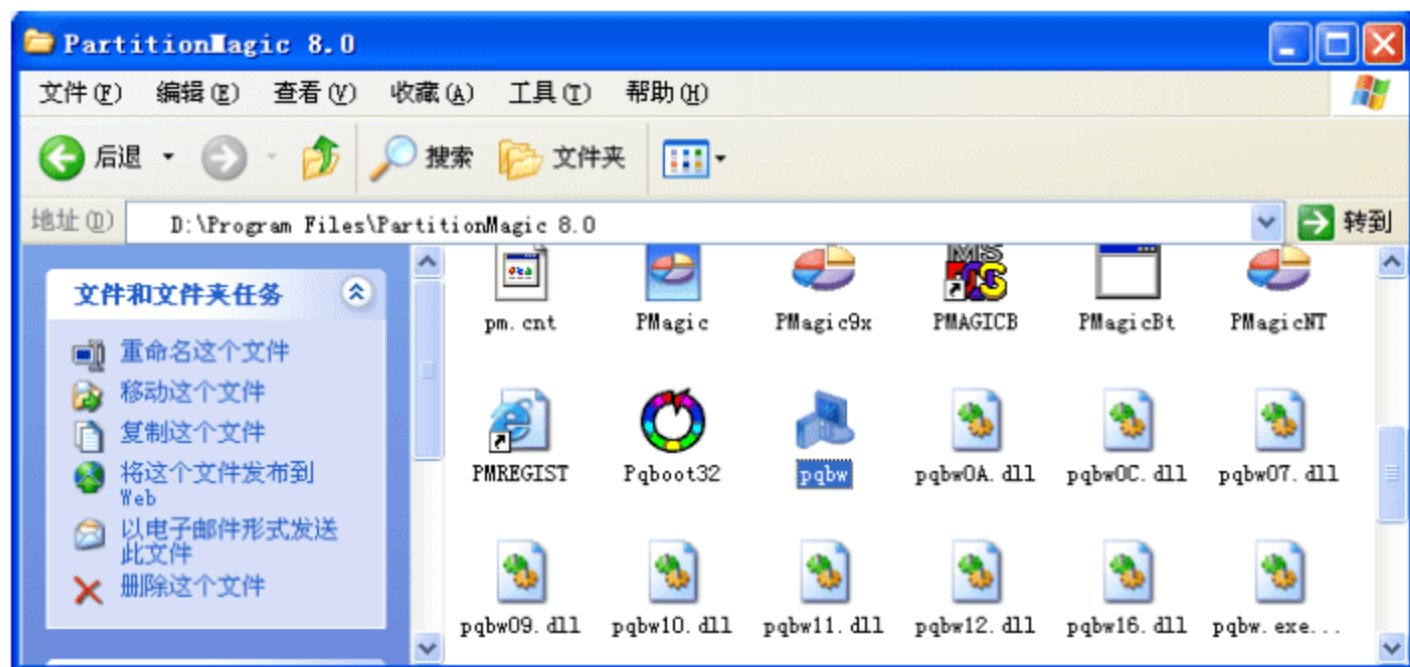 PartitionMagic 8.0
文件(F) 编辑(E) 查看(V) 收藏(A) 工具(T) 帮助(H)
后退 搜索 文件夹
地址(D) D:\Program Files\PartitionMagic 8.0 转到
文件和文件夹任务
重命名这个文件
移动这个文件
复制这个文件
将这个文件发布到
Web
以电子邮件形式发送
此文件
删除这个文件
MS
pm.cnt PMagic PMagic9x PMAGICB PMagicBt PMagicNT
PMREGIST Pqboot32 pqbw pqbw0A.dll pqbw0C.dll pqbw07.dll
pqbw09.dll pqbw10.dll pqbw11.dll pqbw12.dll pqbw16.dll pqbw.exe...